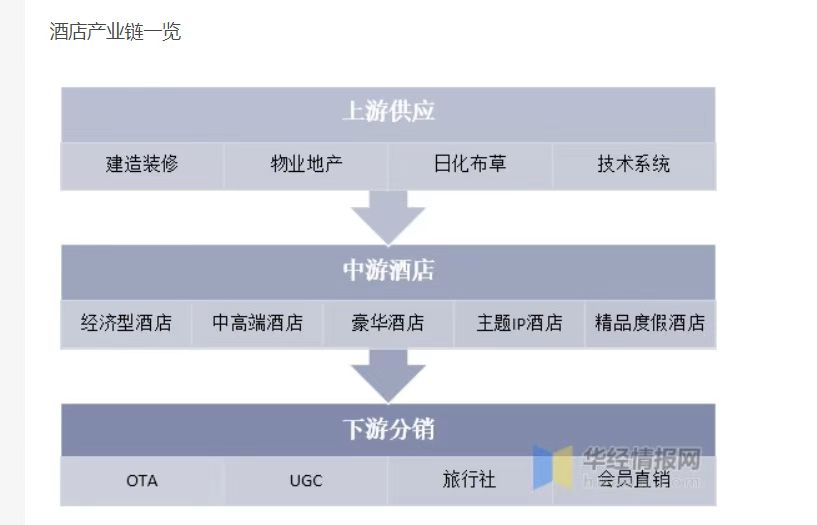 酒店产业链一览
上游供应
建造装修 物业地产 日化布草 技术系统
中游酒店
经济型酒店 中高端酒店 豪华酒店 主题IP酒店 精品度假酒店
下游分销
华经情报网
OTA UGC 旅行社 会员直销